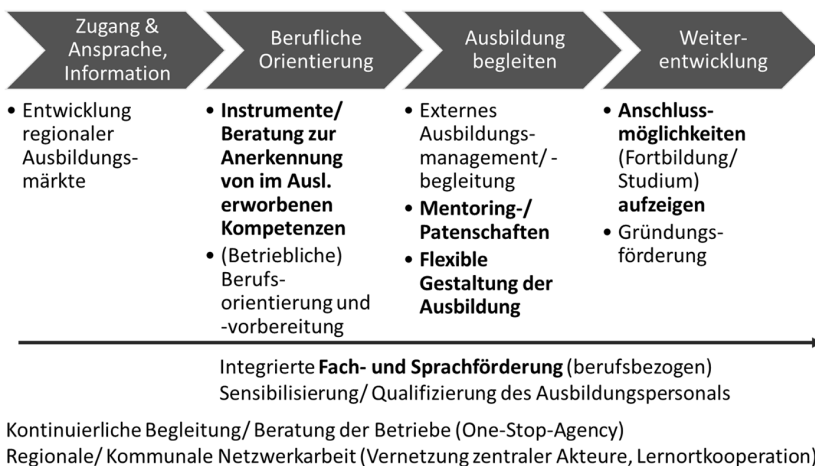 Zugang &
Ansprache,
Information
Berufliche
Orientierung
Ausbildung
begleiten
Weiter-
entwicklung
• Entwicklung
regionaler
Ausbildungs-
märkte
• Instrumente/
Beratung zur
Anerkennung
von im Ausl.
erworbenen
Kompetenzen
• (Betriebliche)
Berufs-
orientierung und
-vorbereitung
• Externes
Ausbildungs-
management/ -
begleitung
• Mentoring-/
Patenschaften
• Flexible
Gestaltung der
Ausbildung
• Anschluss-
möglichkeiten
(Fortbildung/
Studium)
aufzeigen
• Gründungs-
förderung
Integrierte Fach- und Sprachförderung (berufsbezogen)
Sensibilisierung/ Qualifizierung des Ausbildungspersonals
Kontinuierliche Begleitung/ Beratung der Betriebe (One-Stop-Agency)
Regionale/ Kommunale Netzwerkarbeit (Vernetzung zentraler Akteure, Lernortkooperation)